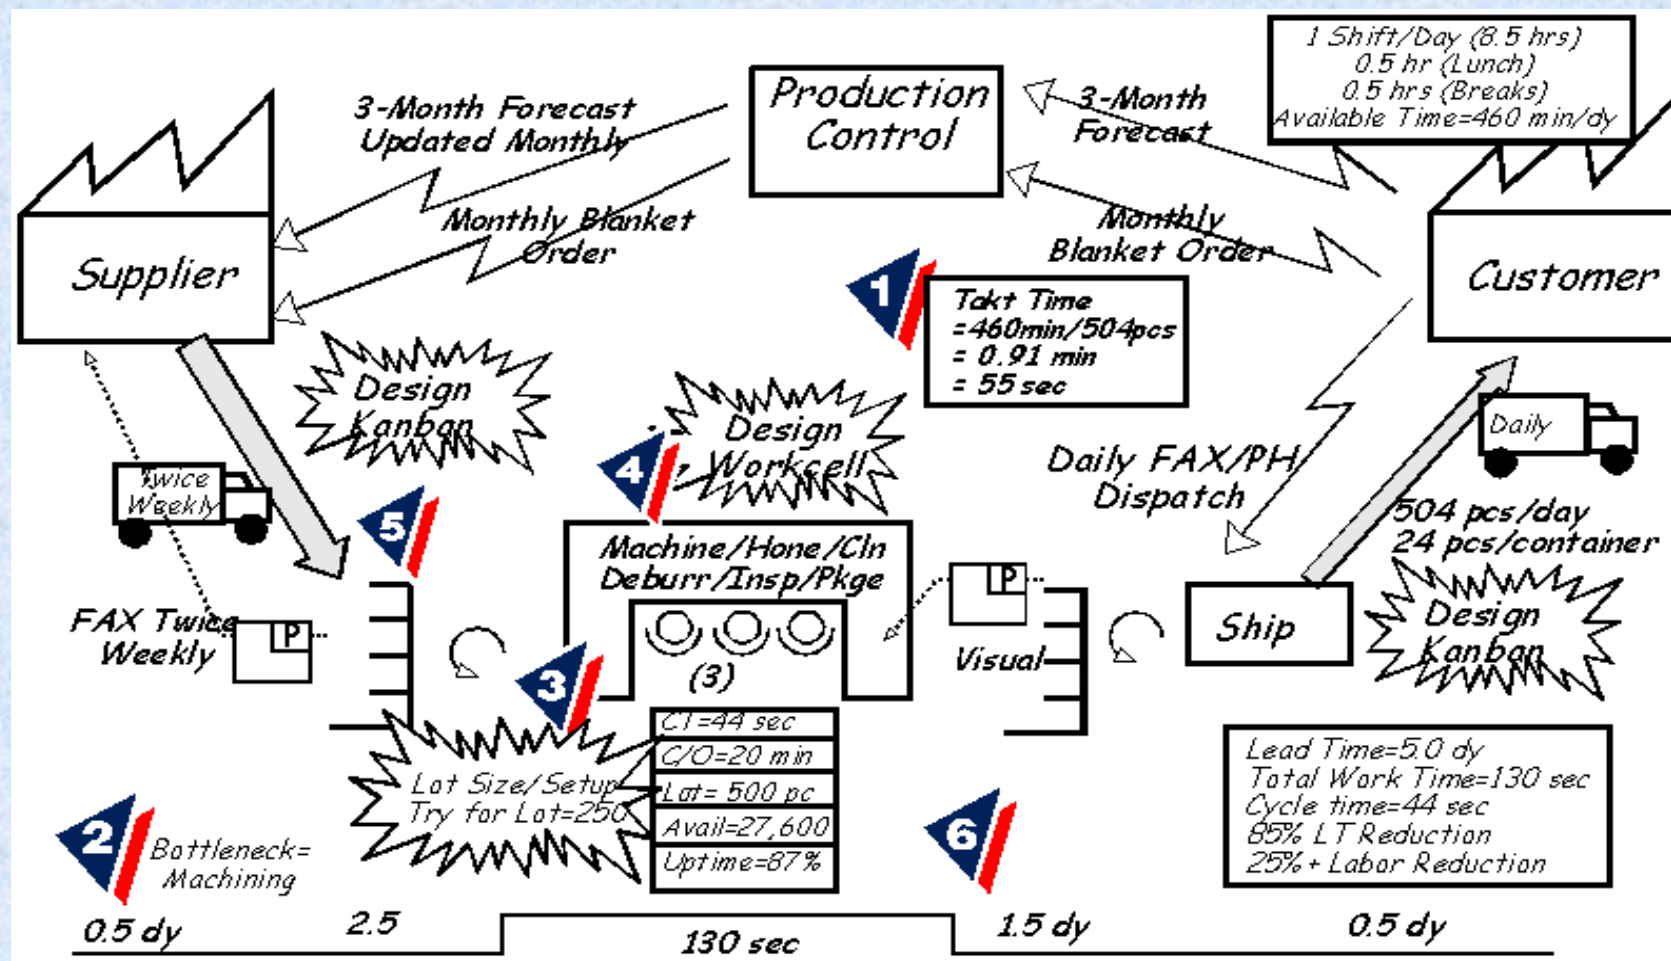 1 Shift/Day (8.5 hrs)
0.5 hr (Lunch)
0.5 hrs (Breaks)
Available Time=460 min/dy
Production
Control
3-Month Forecast
Updated Monthly
3-Month
Forecast
Monthly Blanket
Order
Monthly
Blanket Order
Supplier
Customer
1
Takt Time
=460min/504pcs
= 0.91 min
= 55 sec
Design
Kanban
4
Design
Workcell
Twice
Weekly
Daily
5
Daily FAX/PH
Dispatch
504 pcs/day
24 pcs/container
Machine/Hone/Cln
Deburr/Insp/Pkge
(3)
FAX Twice
Weekly
P
P
Visual
Ship
Design
Kanban
3
CT=44 sec
C/O=20 min
Lot= 500 pc
Avail=27,600
Uptime=87%
Lot Size/Setup
Try for Lot=250
2
Bottleneck=
Machining
6
Lead Time=5.0 dy
Total Work Time=130 sec
Cycle time=44 sec
85% LT Reduction
25%+ Labor Reduction
0.5 dy
2.5
130 sec
1.5 dy
0.5 dy